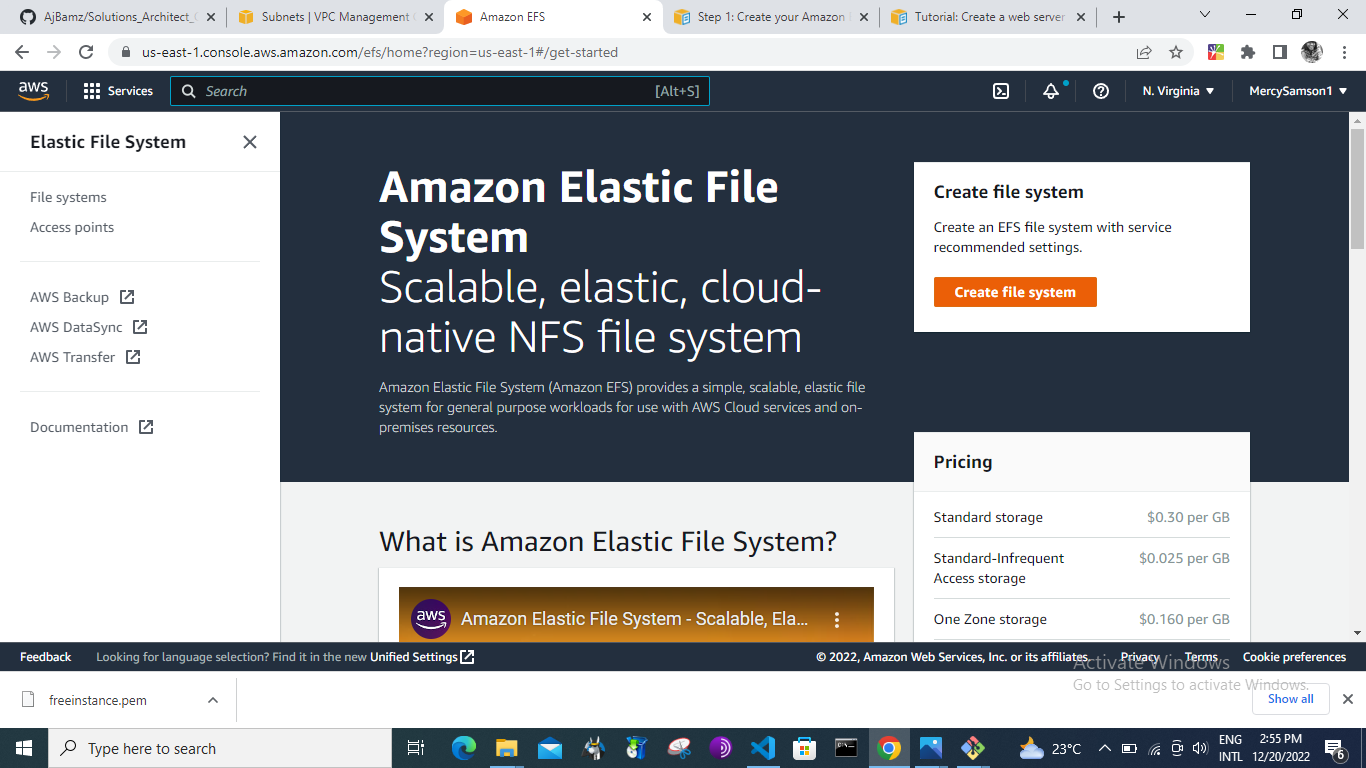 AjBamz/Solutions_Architect_
Subnets | VPC Management
Amazon EFS
Step 1: Create your Amazon
Tutorial: Create a web server
us-east-1.console.aws.amazon.com/efs/home?region=us-east-1#/get-started
aws
Services
Search
[Alt+S]
N. Virginia
MercySamson1
Elastic File System
File systems
Access points
AWS Backup
AWS DataSync
AWS Transfer
Documentation
Amazon Elastic File
System
Scalable, elastic, cloud-
native NFS file system
Amazon Elastic File System (Amazon EFS) provides a simple, scalable, elastic file
system for general purpose workloads for use with AWS Cloud services and on-
premises resources.
Create file system
Create an EFS file system with service
recommended settings.
Create file system
Pricing
Standard storage
$0.30 per GB
Standard-Infrequent
Access storage
$0.025 per GB
One Zone storage
$0.160 per GB
What is Amazon Elastic File System?
aws
Amazon Elastic File System - Scalable, Ela...
Feedback
Looking for language selection? Find it in the new Unified Settings
© 2022, Amazon Web Services, Inc. or its affiliates.
Privacy
Terms
Cookie preferences
Activate Windows
Go to Settings to activate Windows.
freeinstance.pem
Show all
Type here to search
23°C
ENG
INTL
2:55 PM
12/20/2022
6